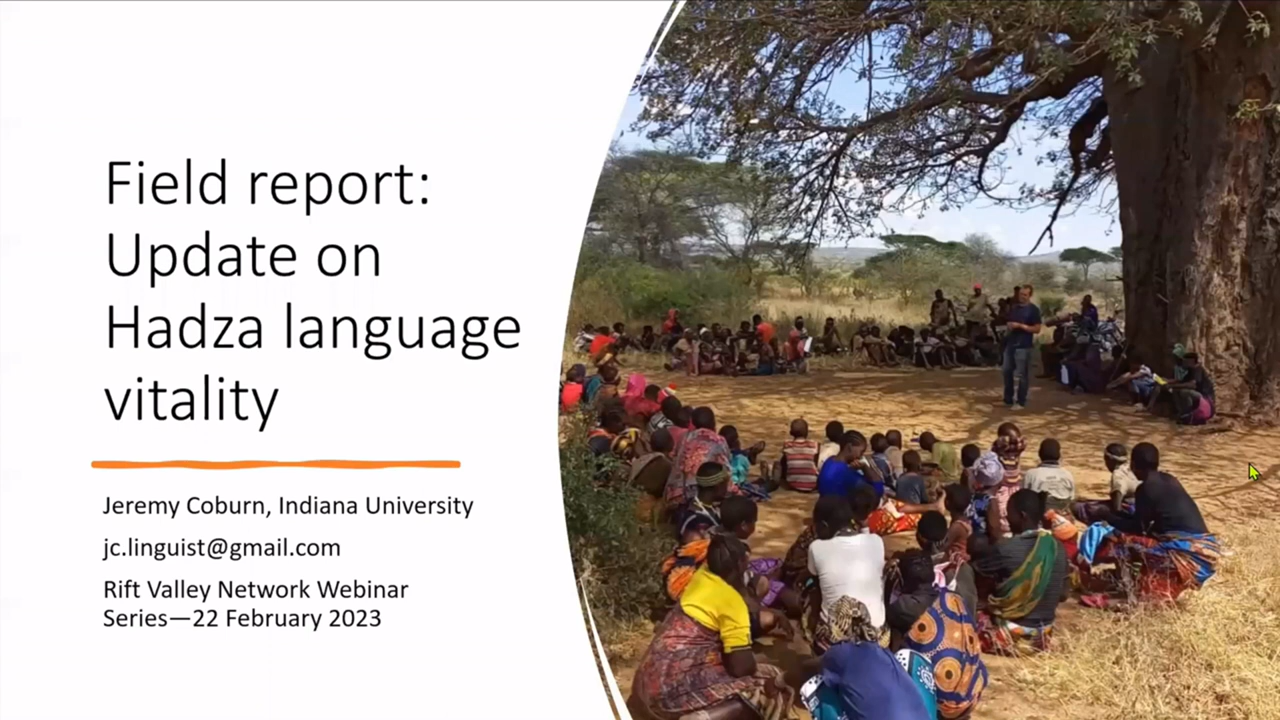 Field report:
Update on
Hadza language
vitality
Jeremy Coburn, Indiana University
jc.linguist@gmail.com
Rift Valley Network Webinar
Series—22 February 2023